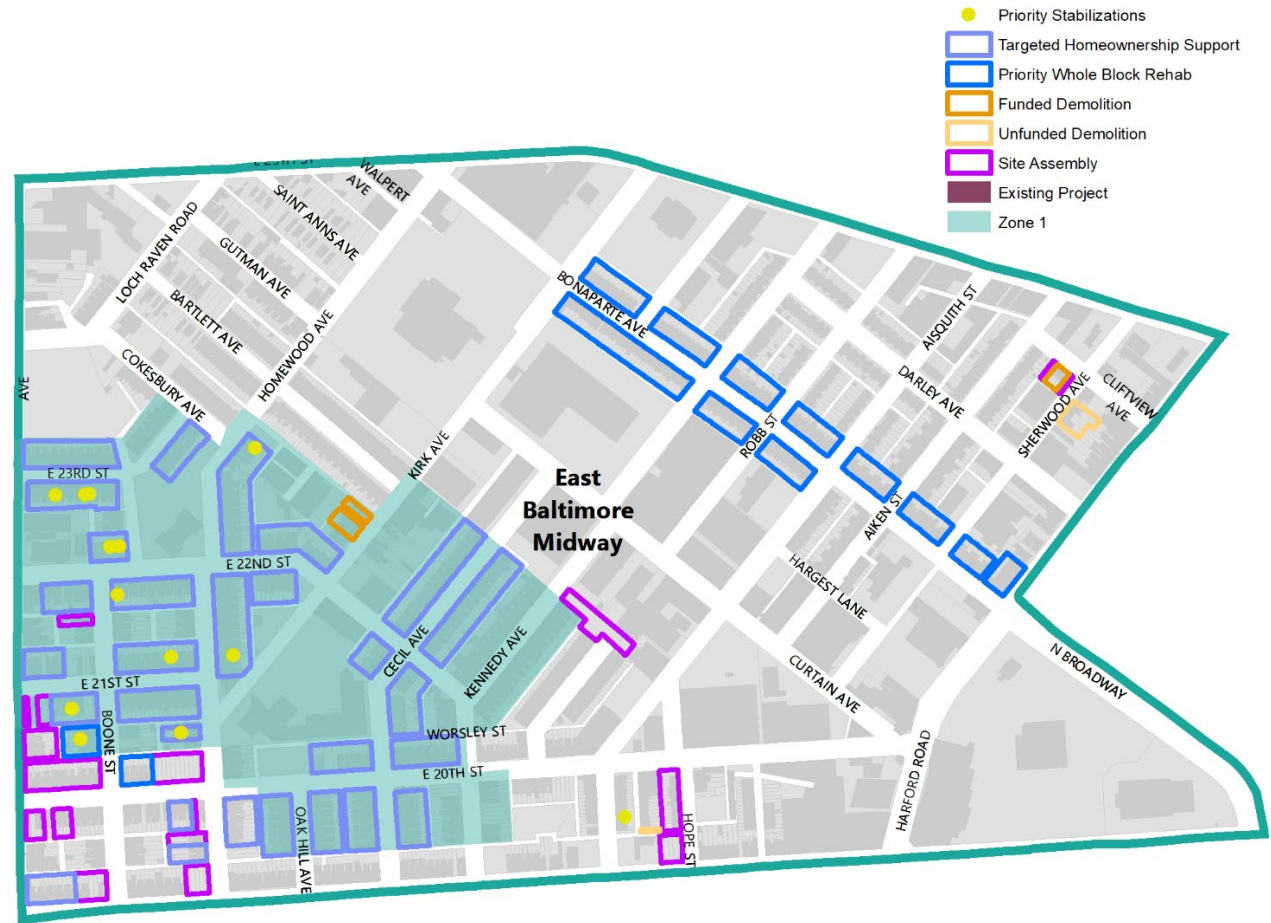 Priority Stabilizations
Targeted Homeownership Support
Priority Whole Block Rehab
Funded Demolition
Unfunded Demolition
Site Assembly
Existing Project
Zone 1
WALPERT
AVE
SAINT ANNS AVE
LOCH RAVEN ROAD
GUTMAN AVE
BARTLETT AVE
HOMEWOOD AVE
COKESBURY AVE
AVE
BONAPARTE AVE
AISQUITH ST
DARLEY AVE
SHERWOOD AVE
CLIFTVIEW
AVE
KIRK AVE
ROBB ST
E 23RD ST
East
Baltimore
Midway
AIKEN ST
E 22ND ST
HARGEST LANE
CECIL AVE
KENNEDY AVE
CURTAIN AVE
N BROADWAY
E 21ST ST
BOONE ST
WORSLEY ST
E 20TH ST
HARFORD ROAD
OAK HILL AVE
HOPE ST